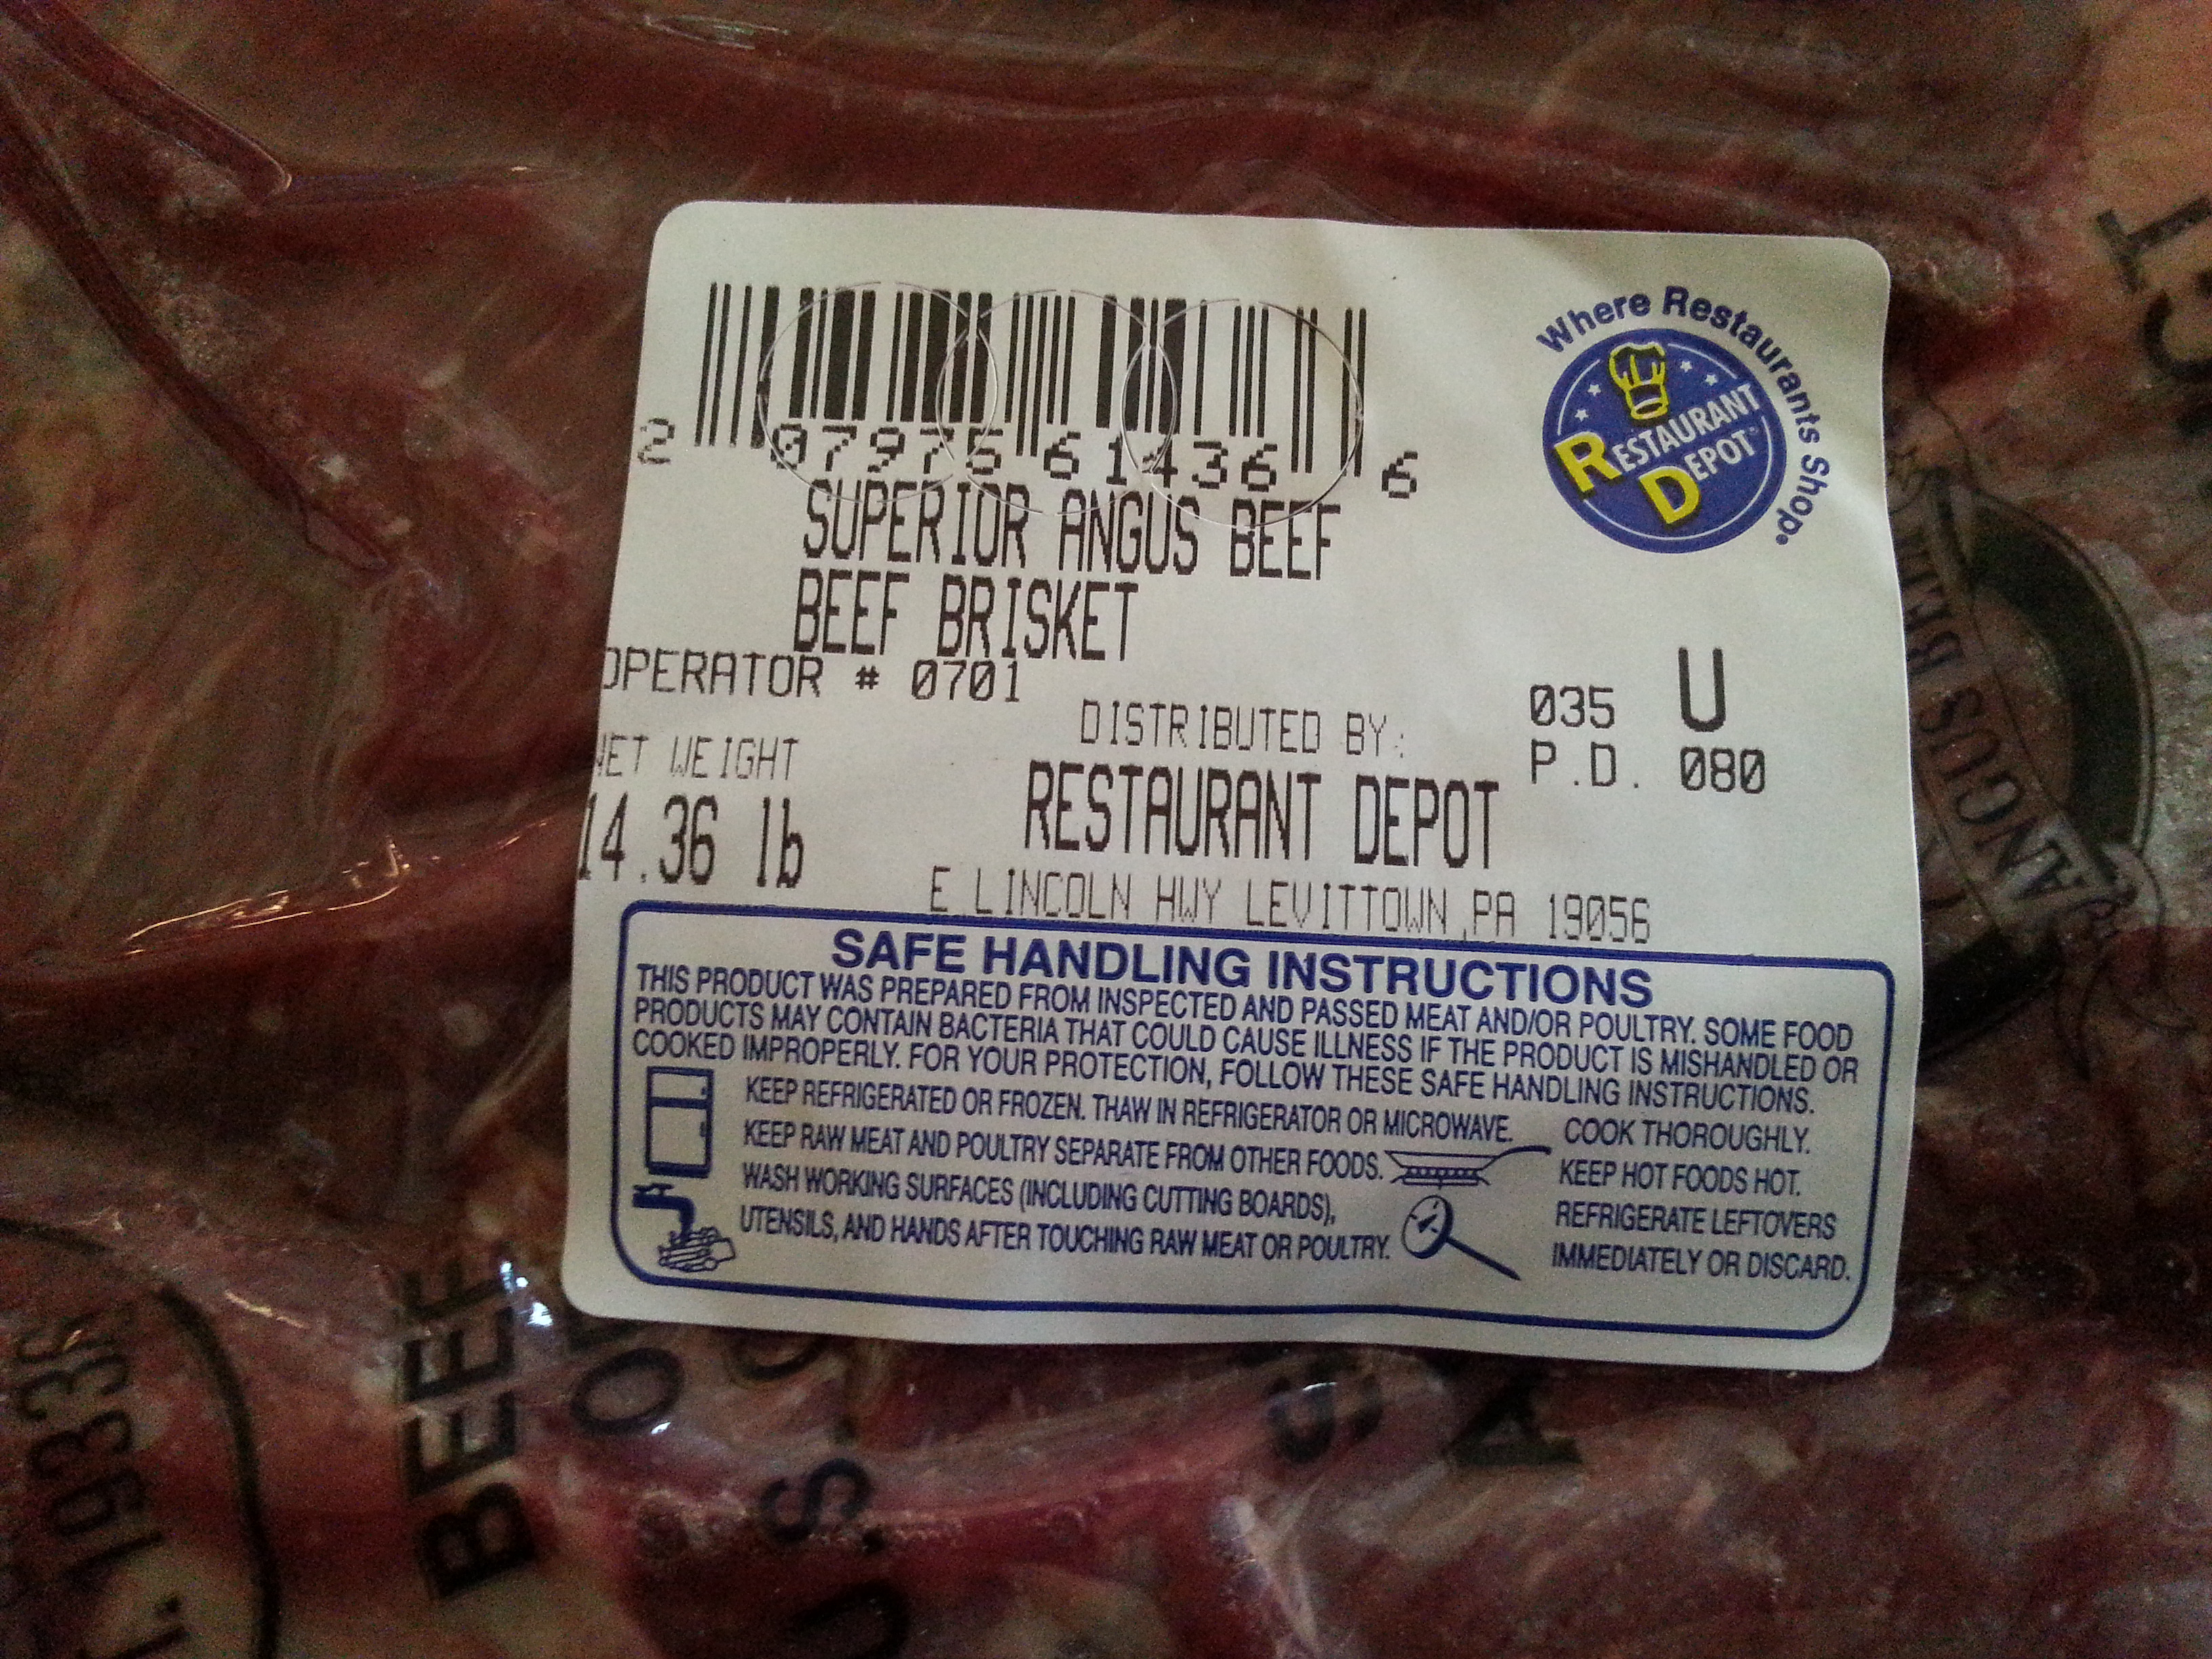 2 07975 61436 6
SUPERIOR ANGUS BEEF
BEEF BRISKET
OPERATOR # 0701
NET WEIGHT
14.36 lb
DISTRIBUTED BY:
RESTAURANT DEPOT
E LINCOLN HWY LEVITTOWN ,PA 19056
035 U
P.D. 080
Where Restaurants Shop.
RESTAURANT
DEPOT
SAFE HANDLING INSTRUCTIONS
THIS PRODUCT WAS PREPARED FROM INSPECTED AND PASSED MEAT AND/OR POULTRY. SOME FOOD
PRODUCTS MAY CONTAIN BACTERIA THAT COULD CAUSE ILLNESS IF THE PRODUCT IS MISHANDLED OR
COOKED IMPROPERLY. FOR YOUR PROTECTION, FOLLOW THESE SAFE HANDLING INSTRUCTIONS.
KEEP REFRIGERATED OR FROZEN. THAW IN REFRIGERATOR OR MICROWAVE.
KEEP RAW MEAT AND POULTRY SEPARATE FROM OTHER FOODS.
WASH WORKING SURFACES (INCLUDING CUTTING BOARDS),
UTENSILS, AND HANDS AFTER TOUCHING RAW MEAT OR POULTRY.
COOK THOROUGHLY.
KEEP HOT FOODS HOT.
REFRIGERATE LEFTOVERS
IMMEDIATELY OR DISCARD.
ANGUS BEEF
BEEF
U.S.